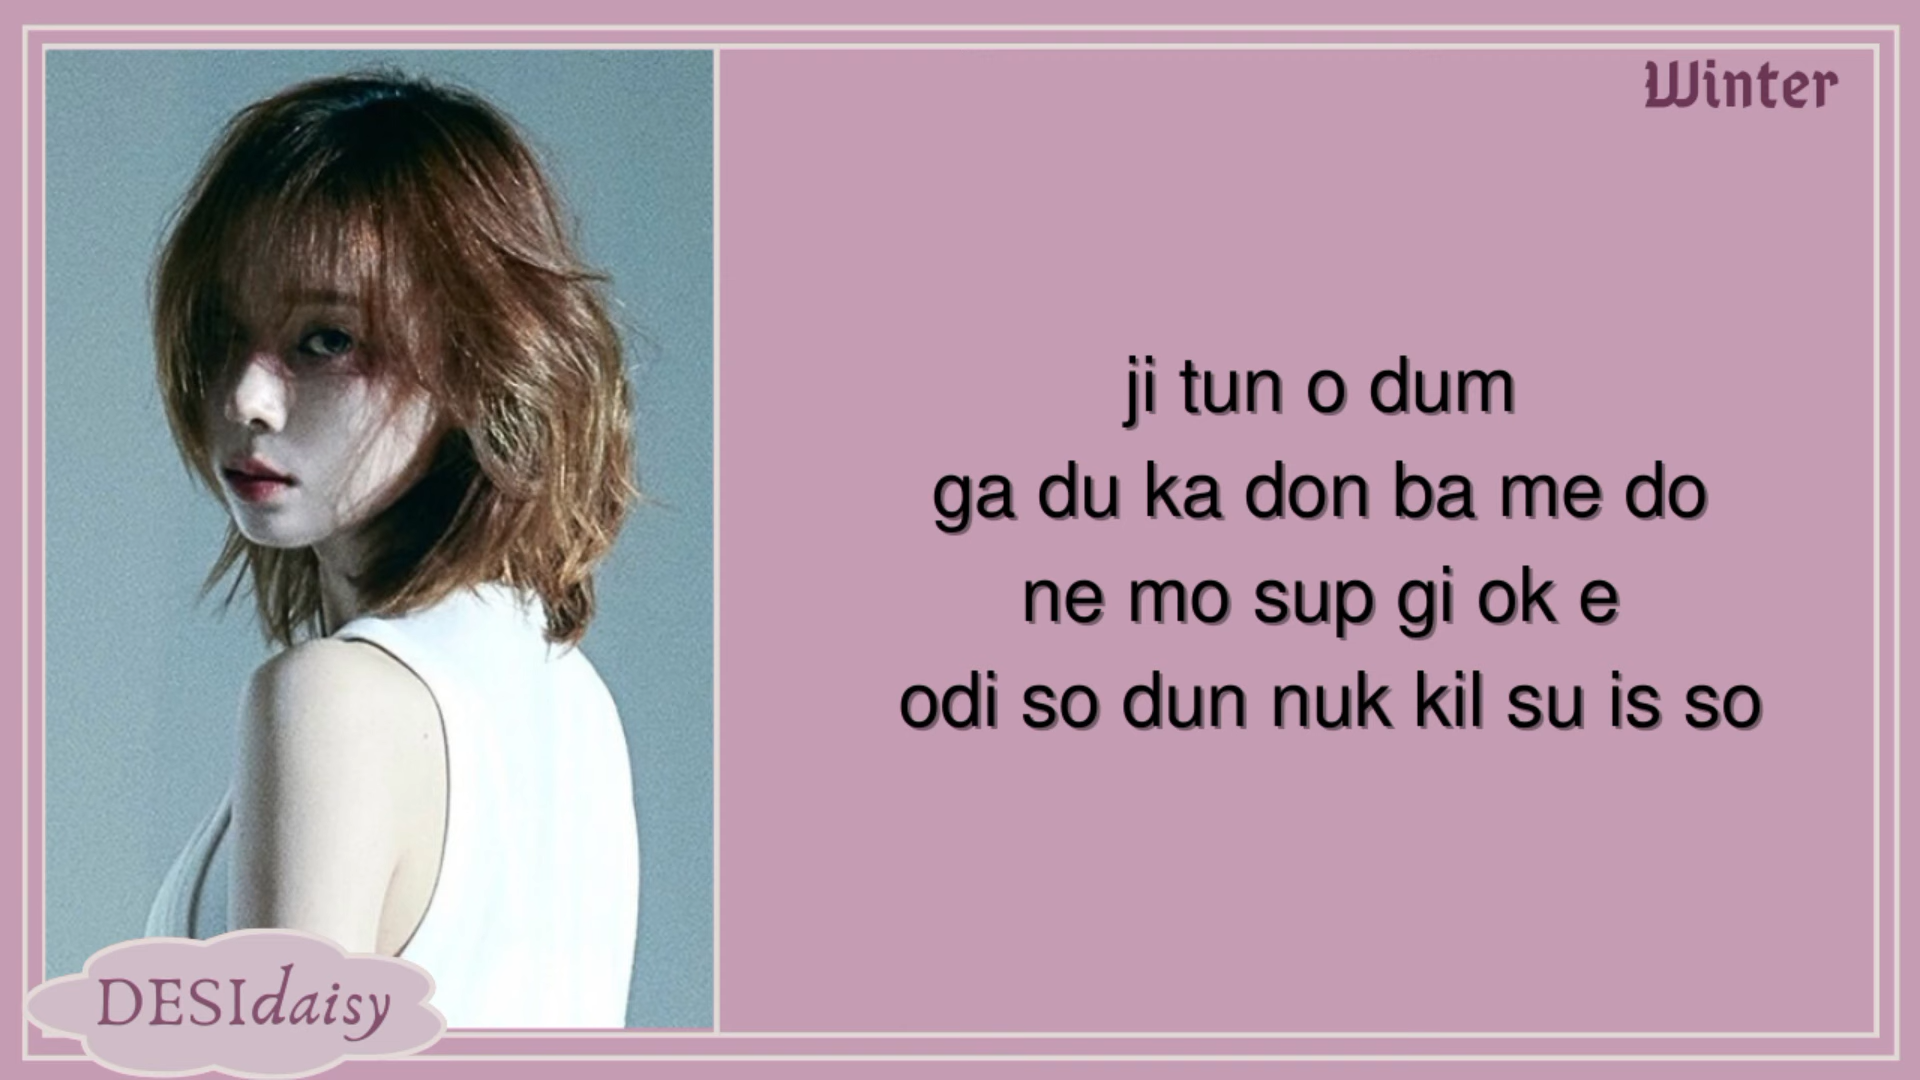 Winter
ji tun o dum
ga du ka don ba me do
ne mo sup gi ok e
odi so dun nuk kil su is so
DESIdaisy